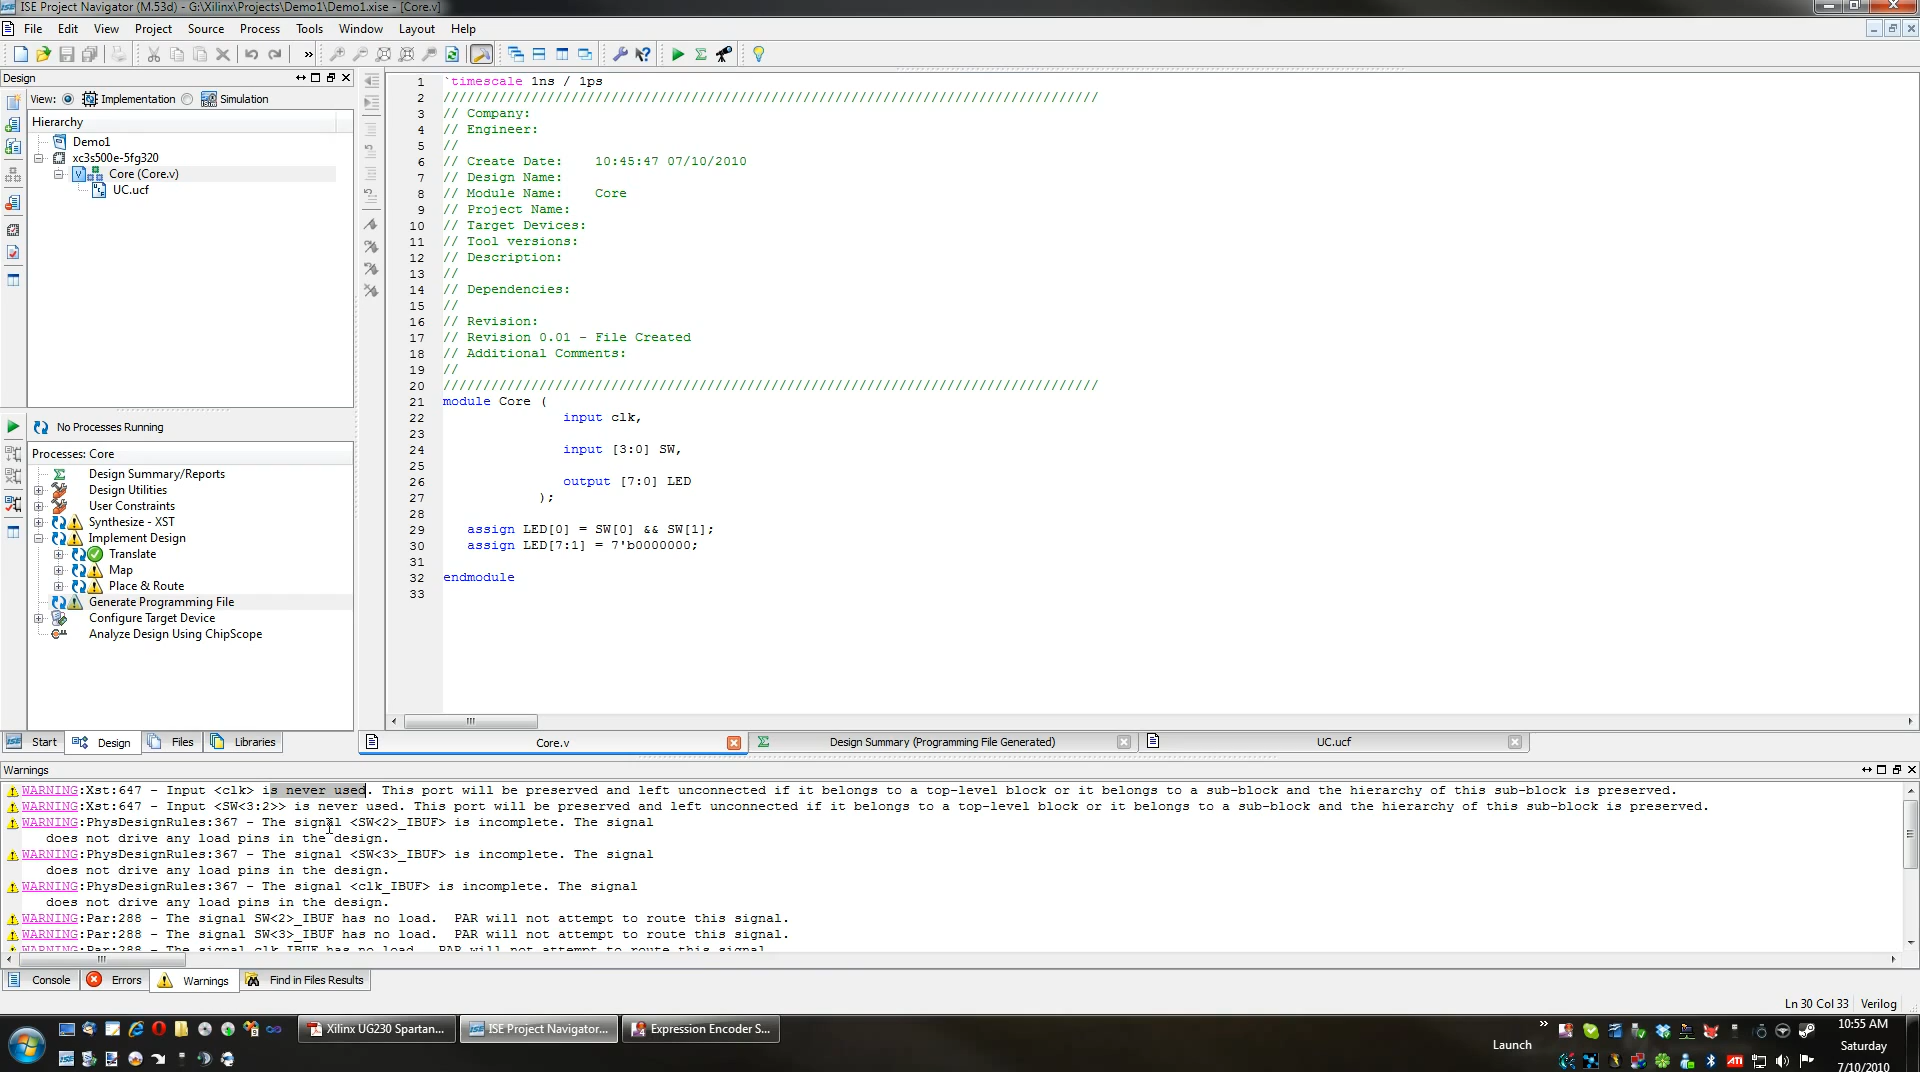 ISE Project Navigator (M.53d) - G:\Xilinx\Projects\Demo1\Demo1.xise - [Core.v]
File Edit View Project Source Process Tools Window Layout Help
Design
View: Implementation Simulation
Hierarchy
Demo1
xc3s500e-5fg320
Core (Core.v)
UC.ucf
No Processes Running
Processes: Core
Design Summary/Reports
Design Utilities
User Constraints
Synthesize - XST
Implement Design
Translate
Map
Place & Route
Generate Programming File
Configure Target Device
Analyze Design Using ChipScope
Start Design Files Libraries
1 `timescale 1ns / 1ps
2 //////////////////////////////////////////////////////////////////////////////////
3 // Company:
4 // Engineer:
5 //
6 // Create Date:    10:45:47 07/10/2010
7 // Design Name:
8 // Module Name:    Core
9 // Project Name:
10 // Target Devices:
11 // Tool versions:
12 // Description:
13 //
14 // Dependencies:
15 //
16 // Revision:
17 // Revision 0.01 - File Created
18 // Additional Comments:
19 //
20 //////////////////////////////////////////////////////////////////////////////////
21 module Core (
22 input clk,
23
24 input [3:0] SW,
25
26 output [7:0] LED
27 );
28
29 assign LED[0] = SW[0] && SW[1];
30 assign LED[7:1] = 7'b0000000;
31
32 endmodule
33
Core.v Design Summary (Programming File Generated) UC.ucf
Warnings
WARNING:Xst:647 - Input <clk> is never used. This port will be preserved and left unconnected if it belongs to a top-level block or it belongs to a sub-block and the hierarchy of this sub-block is preserved.
WARNING:Xst:647 - Input <SW<3:2>> is never used. This port will be preserved and left unconnected if it belongs to a top-level block or it belongs to a sub-block and the hierarchy of this sub-block is preserved.
WARNING:PhysDesignRules:367 - The signal <SW<2>_IBUF> is incomplete. The signal
does not drive any load pins in the design.
WARNING:PhysDesignRules:367 - The signal <SW<3>_IBUF> is incomplete. The signal
does not drive any load pins in the design.
WARNING:PhysDesignRules:367 - The signal <clk_IBUF> is incomplete. The signal
does not drive any load pins in the design.
WARNING:Par:288 - The signal SW<2>_IBUF has no load.  PAR will not attempt to route this signal.
WARNING:Par:288 - The signal SW<3>_IBUF has no load.  PAR will not attempt to route this signal.
WARNING:Par:288 - The signal clk_IBUF has no load.  PAR will not attempt to route this signal.
Console Errors Warnings Find in Files Results
Ln 30 Col 33 Verilog
Xilinx UG230 Spartan... ISE Project Navigator... Expression Encoder S...
Launch
10:55 AM
Saturday
7/10/2010